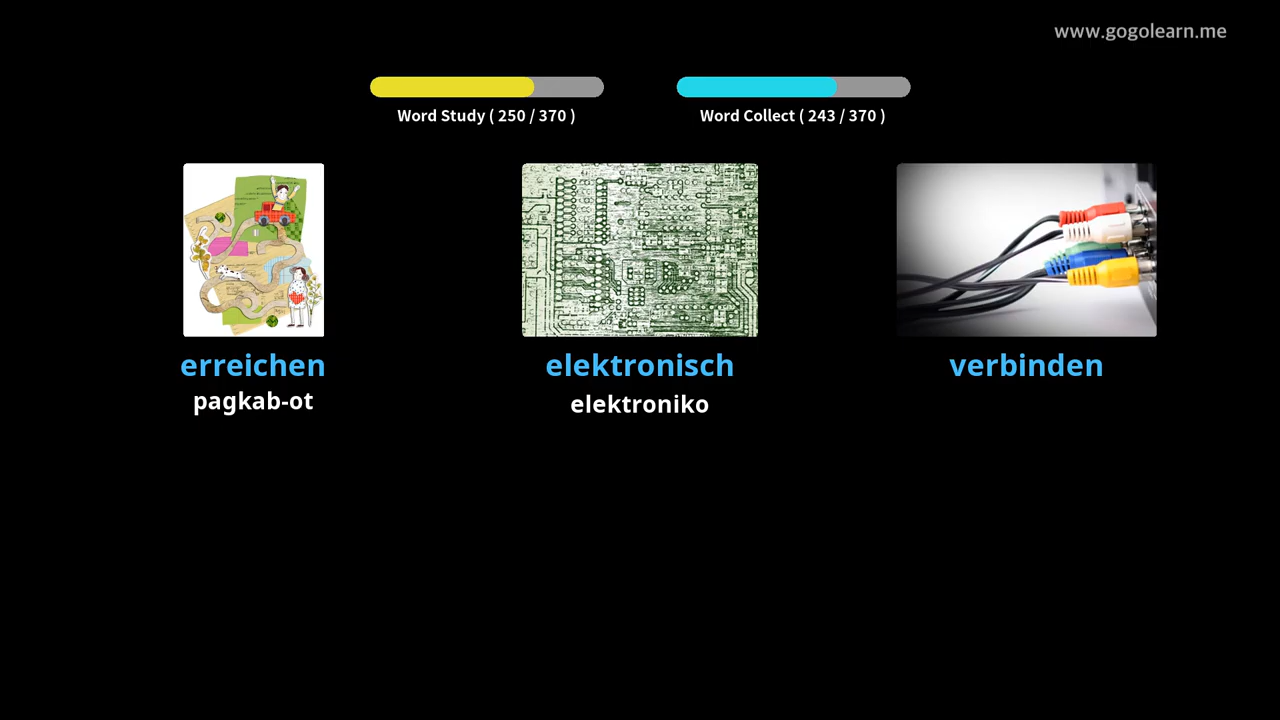 www.gogolearn.me
Word Study ( 250 / 370 )
Word Collect ( 243 / 370 )
erreichen
pagkab-ot
elektronisch
elektroniko
verbinden